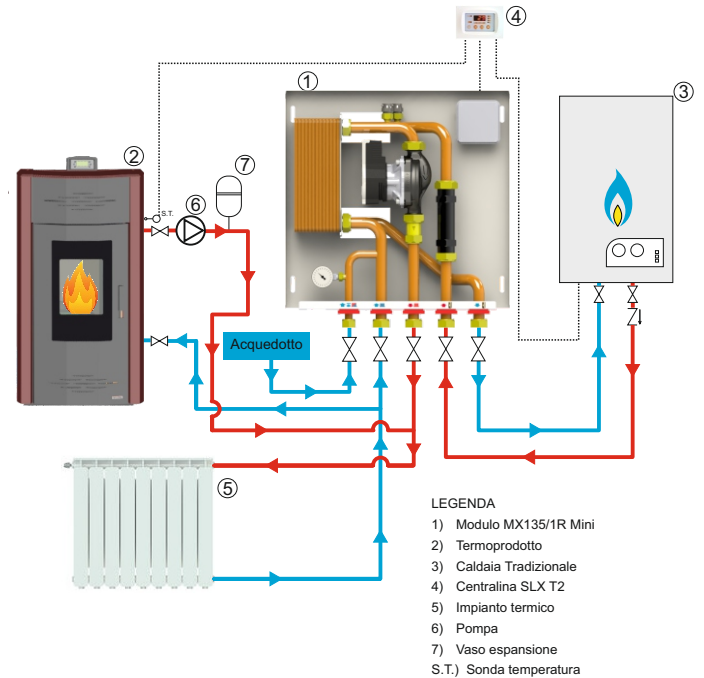 4
1
3
2
7
6
S.T.
Acquedotto
5
LEGENDA
1) Modulo MX135/1R Mini
2) Termoprodotto
3) Caldaia Tradizionale
4) Centralina SLX T2
5) Impianto termico
6) Pompa
7) Vaso espansione
S.T.) Sonda temperatura